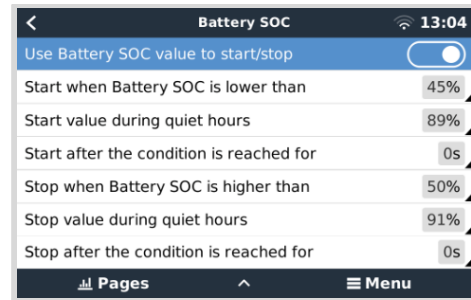 Battery SOC 13:04
Use Battery SOC value to start/stop
Start when Battery SOC is lower than 45%
Start value during quiet hours 89%
Start after the condition is reached for 0s
Stop when Battery SOC is higher than 50%
Stop value during quiet hours 91%
Stop after the condition is reached for 0s
Pages Menu